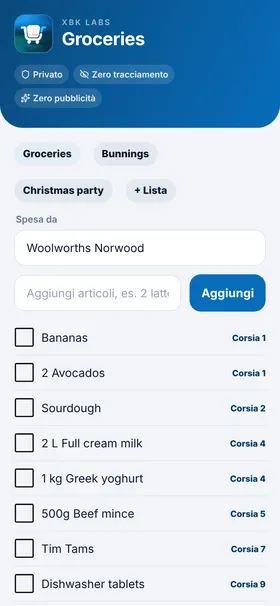 XBK LABS
Groceries
Privato
Zero tracciamento
Zero pubblicità
Groceries
Bunnings
Christmas party
+ Lista
Spesa da
Woolworths Norwood
Aggiungi articoli, es. 2 latte
Aggiungi
Bananas
Corsia 1
2 Avocados
Corsia 1
Sourdough
Corsia 2
2 L Full cream milk
Corsia 4
1 kg Greek yoghurt
Corsia 4
500g Beef mince
Corsia 5
Tim Tams
Corsia 7
Dishwasher tablets
Corsia 9